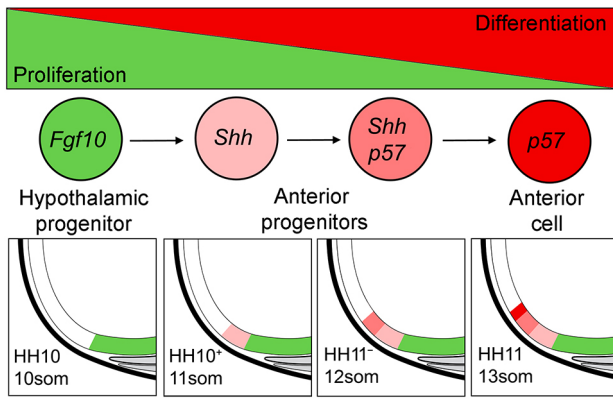 Differentiation
Proliferation
Fgf10
Shh
Shh
p57
p57
Hypothalamic
progenitor
Anterior
progenitors
Anterior
cell
HH10
10som
HH10⁺
11som
HH11⁻
12som
HH11
13som